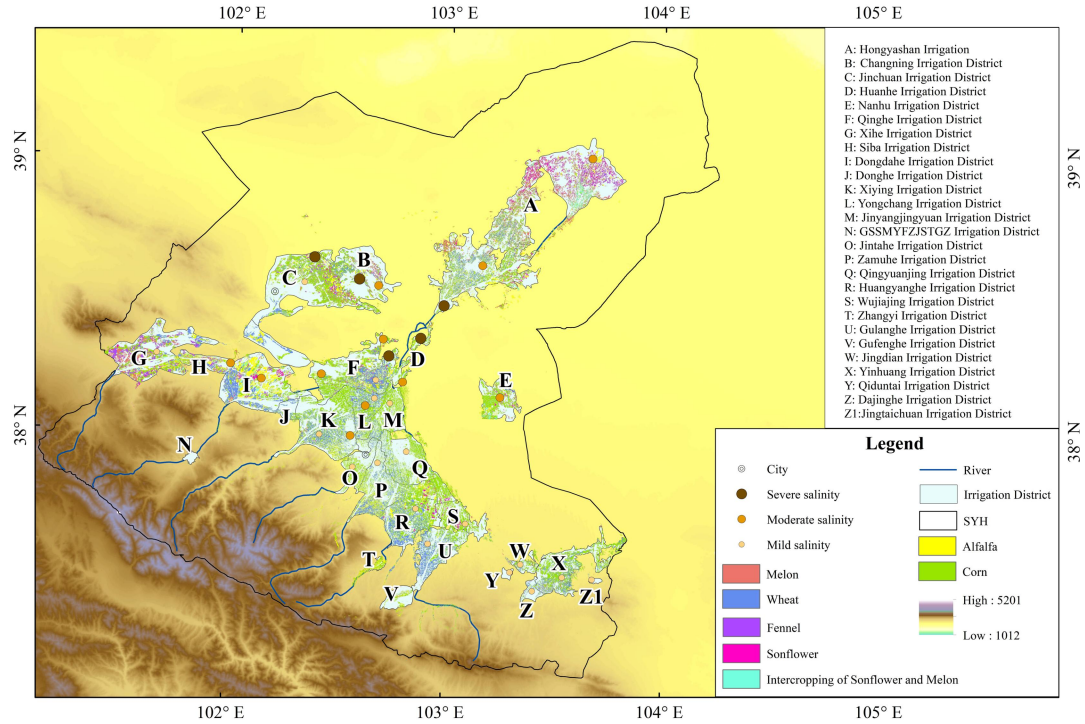 102° E
103° E
104° E
105° E
39° N
38° N
39° N
38° N
A: Hongyashan Irrigation
B: Changning Irrigation District
C: Jinchuan Irrigation District
D: Huanhe Irrigation District
E: Nanhu Irrigation District
F: Qinghe Irrigation District
G: Xihe Irrigation District
H: Siba Irrigation District
I: Dongdahe Irrigation District
J: Donghe Irrigation District
K: Xiying Irrigation District
L: Yongchang Irrigation District
M: Jinyangjingyuan Irrigation District
N: GSSMYFZJSTGZ Irrigation District
O: Jintahe Irrigation District
P: Zamuhe Irrigation District
Q: Qingyuanjing Irrigation District
R: Huangyanghe Irrigation District
S: Wujiajing Irrigation District
T: Zhangyi Irrigation District
U: Gulanghe Irrigation District
V: Gufenghe Irrigation District
W: Jingdian Irrigation District
X: Yinhuang Irrigation District
Y: Qiduntai Irrigation District
Z: Dajinghe Irrigation District
Z1:Jingtaichuan Irrigation District
A
B
C
D
E
F
G
H
I
J
K
L
M
N
O
P
Q
R
S
T
U
V
W
X
Y
Z
Z1
Legend
City
Severe salinity
Moderate salinity
Mild salinity
Melon
Wheat
Fennel
Sonflower
Intercropping of Sonflower and Melon
River
Irrigation District
SYH
Alfalfa
Corn
High : 5201
Low : 1012
102° E
103° E
104° E
105° E